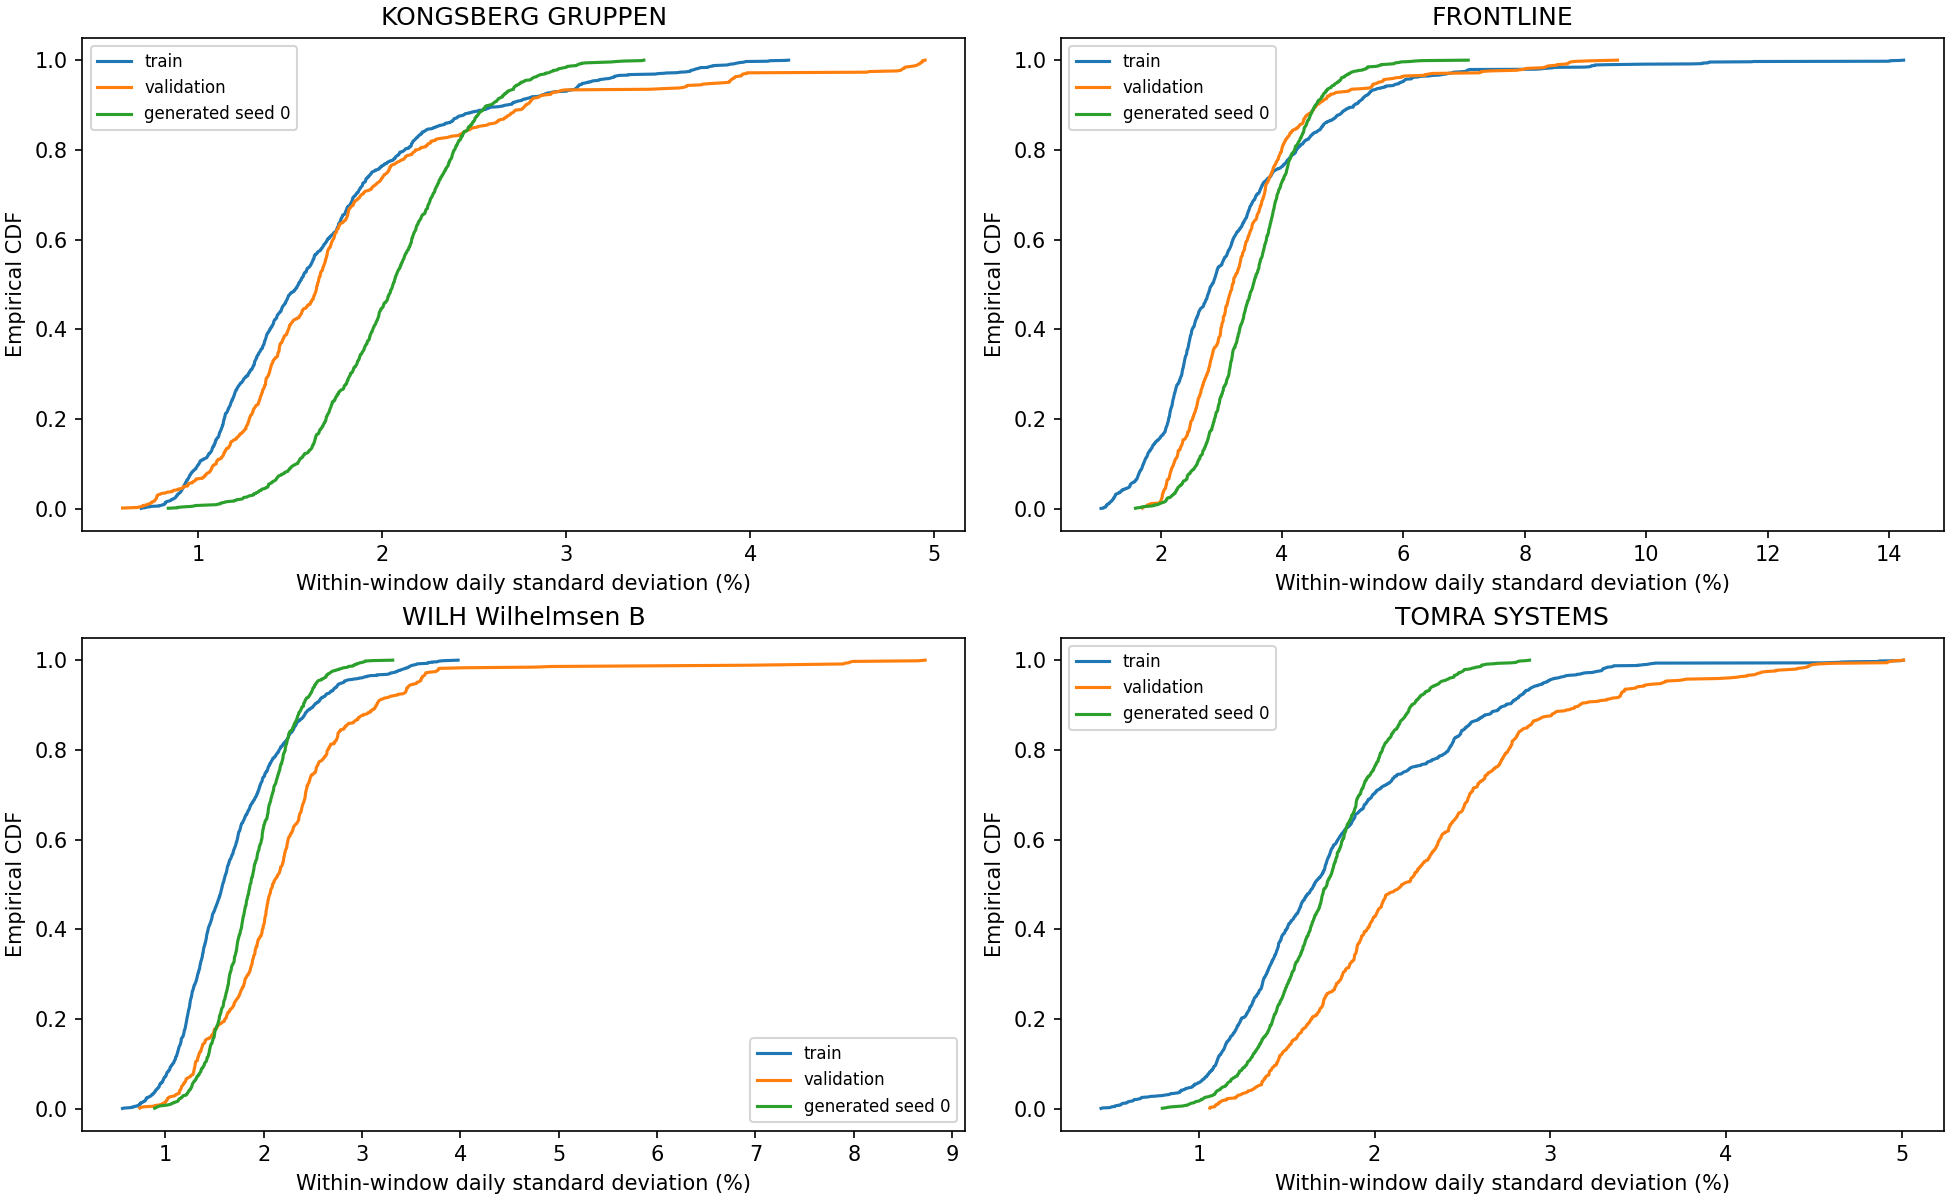 KONGSBERG GRUPPEN
train
validation
generated seed 0
1.0
0.8
0.6
0.4
0.2
0.0
Empirical CDF
1 2 3 4 5
Within-window daily standard deviation (%)
FRONTLINE
train
validation
generated seed 0
1.0
0.8
0.6
0.4
0.2
0.0
Empirical CDF
2 4 6 8 10 12 14
Within-window daily standard deviation (%)
WILH Wilhelmsen B
1.0
0.8
0.6
0.4
0.2
0.0
Empirical CDF
train
validation
generated seed 0
1 2 3 4 5 6 7 8 9
Within-window daily standard deviation (%)
TOMRA SYSTEMS
train
validation
generated seed 0
1.0
0.8
0.6
0.4
0.2
0.0
Empirical CDF
1 2 3 4 5
Within-window daily standard deviation (%)